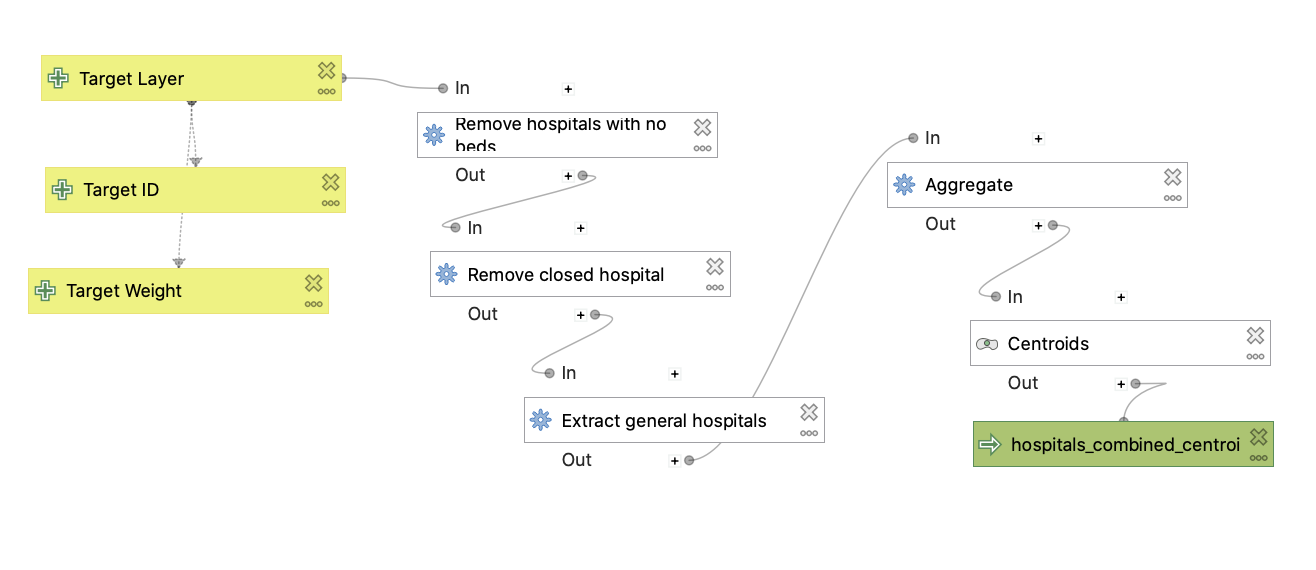 Target Layer
Target ID
Target Weight
In
Remove hospitals with no
beds
Out
In
Remove closed hospital
Out
In
Extract general hospitals
Out
In
Aggregate
Out
In
Centroids
Out
hospitals_combined_centroi